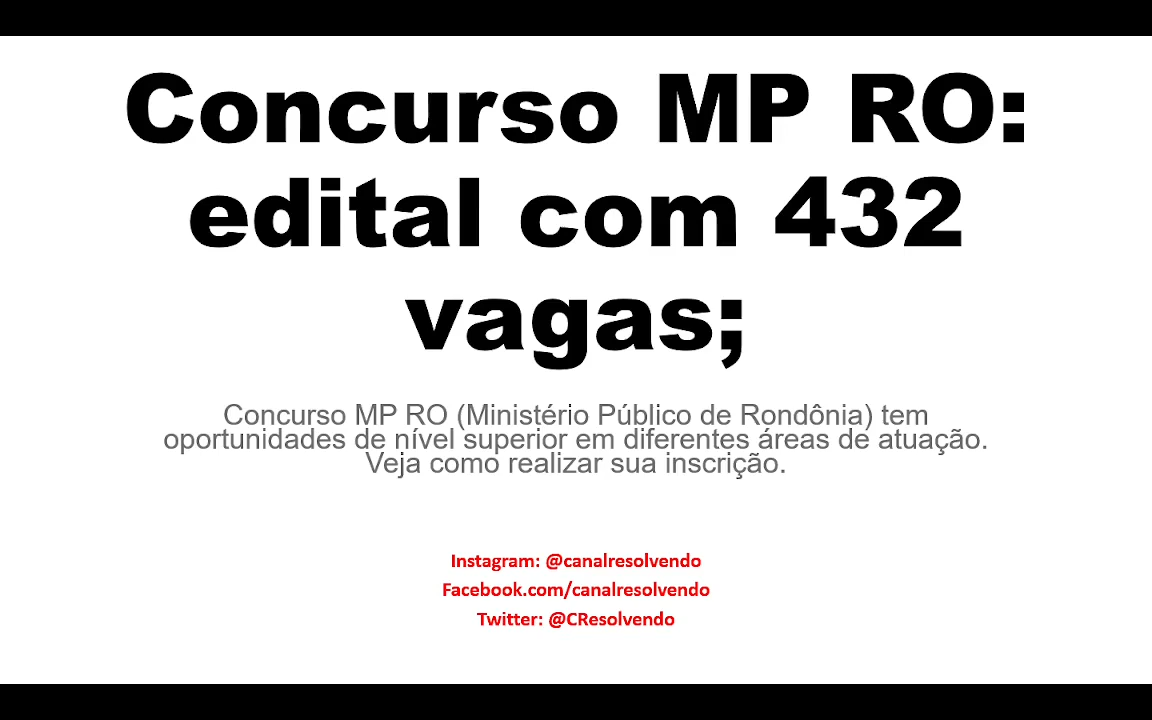 Concurso MP RO:
edital com 432
vagas;
Concurso MP RO (Ministério Público de Rondônia) tem
oportunidades de nível superior em diferentes áreas de atuação.
Veja como realizar sua inscrição.
Instagram: @canalresolvendo
Facebook.com/canalresolvendo
Twitter: @CResolvendo